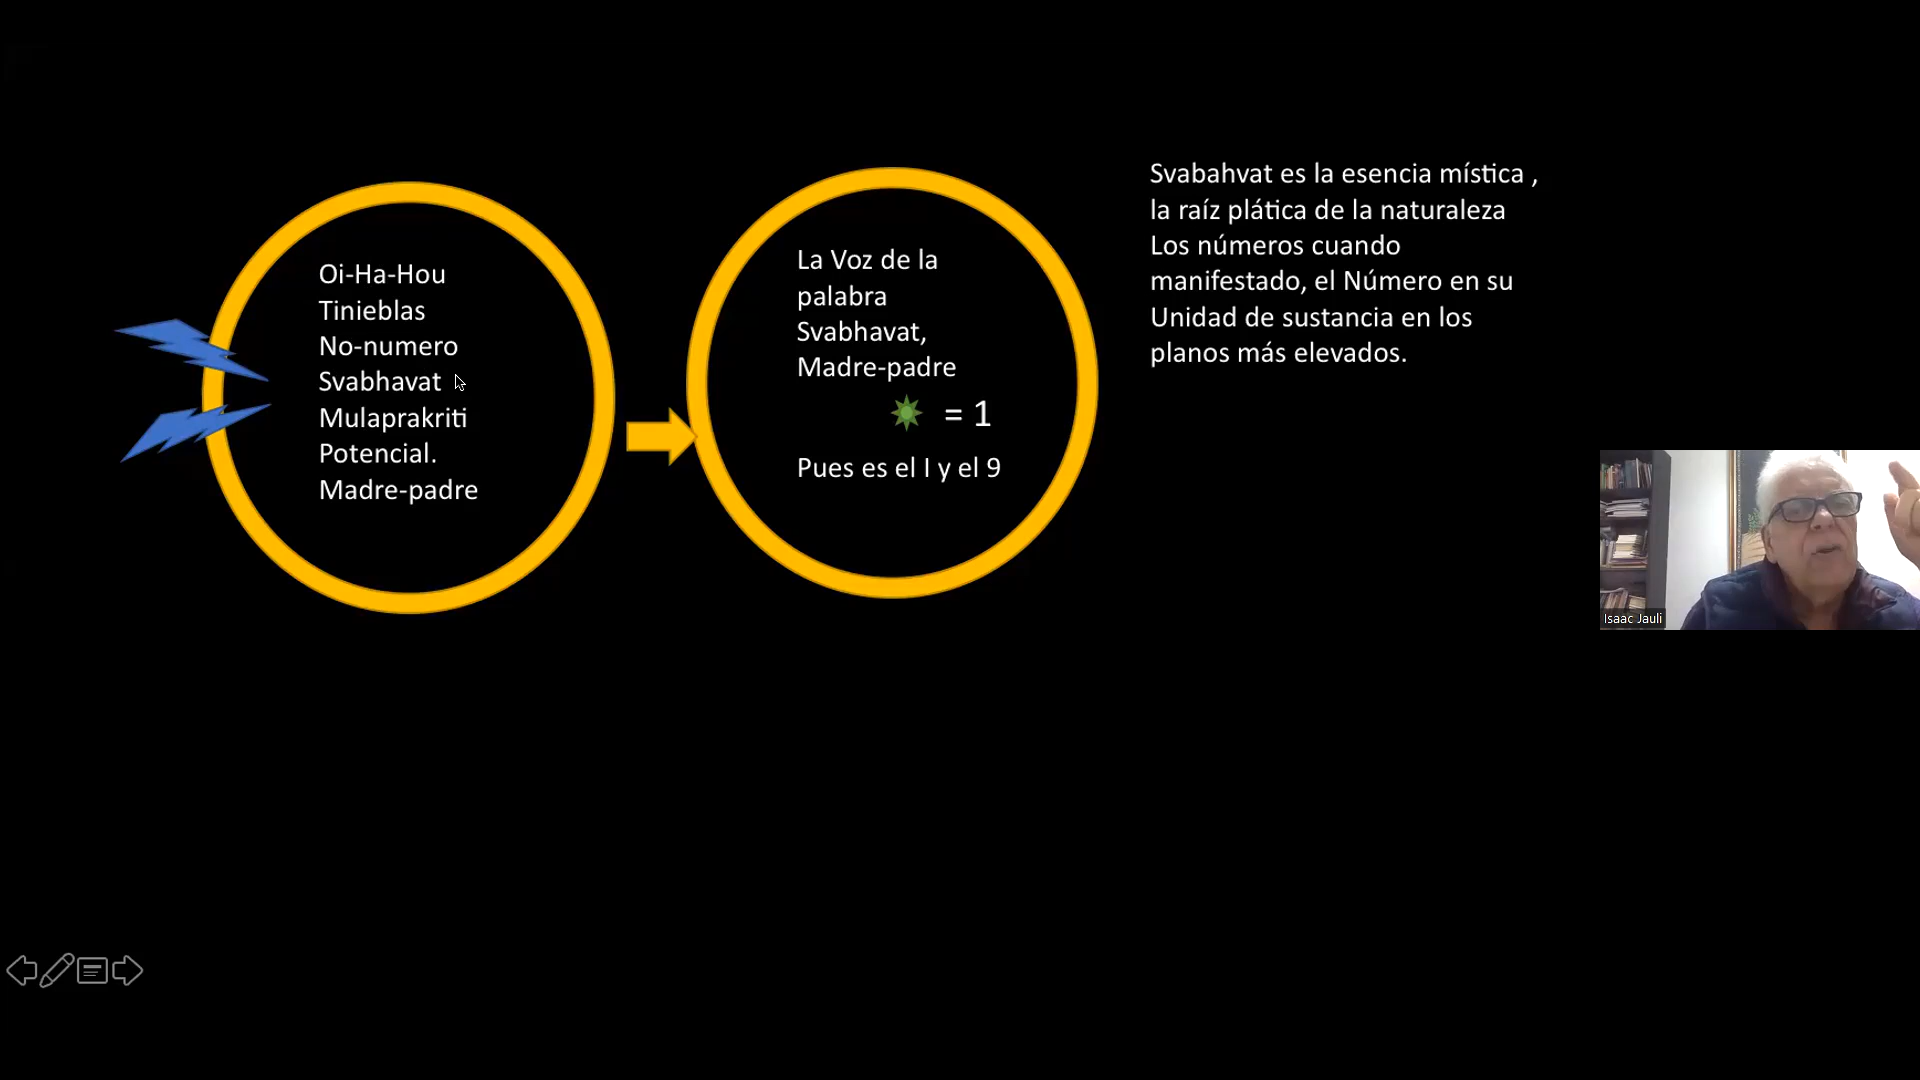 Oi-Ha-Hou
Tinieblas
No-numero
Svabhavat
Mulaprakriti
Potencial.
Madre-padre
La Voz de la
palabra
Svabhavat,
Madre-padre
= 1
Pues es el I y el 9
Svabahvat es la esencia mística ,
la raíz plática de la naturaleza
Los números cuando
manifestado, el Número en su
Unidad de sustancia en los
planos más elevados.
Isaac Jauli